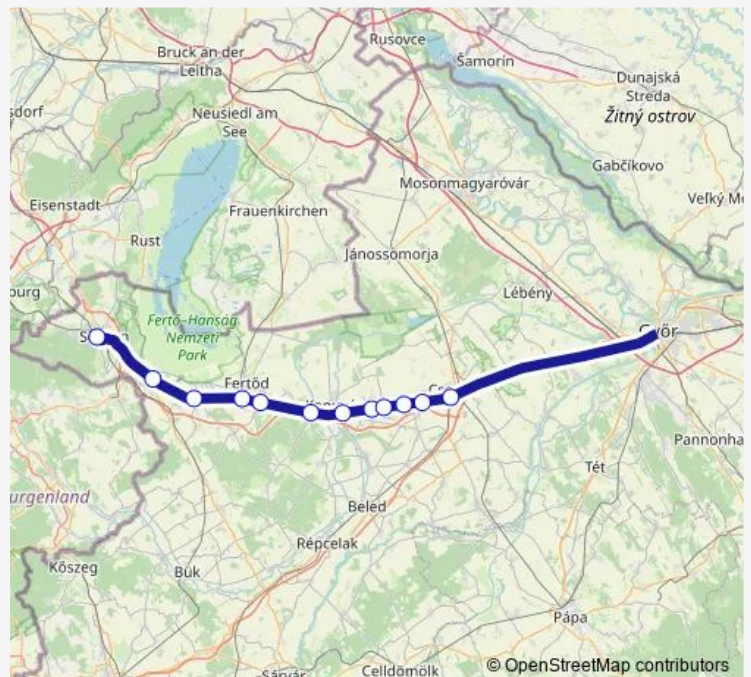 Rusovce
Bruck an der
Leitha
Šamorín
Dunajská
Streda
Žitný ostrov
sdorf
Neusiedl am
See
Gabčíkovo
Mosonmagyaróvár
Eisenstadt
Frauenkirchen
Rust
Jánossomorja
burg
Lébény
Fertő-Hanság
Nemzeti
Park
Győr
Fertőd
Pannonha
Tét
urgenland
Beled
Répcelak
Kőszeg
Bük
Pápa
Sárvár
Celldömölk
© OpenStreetMap contributors